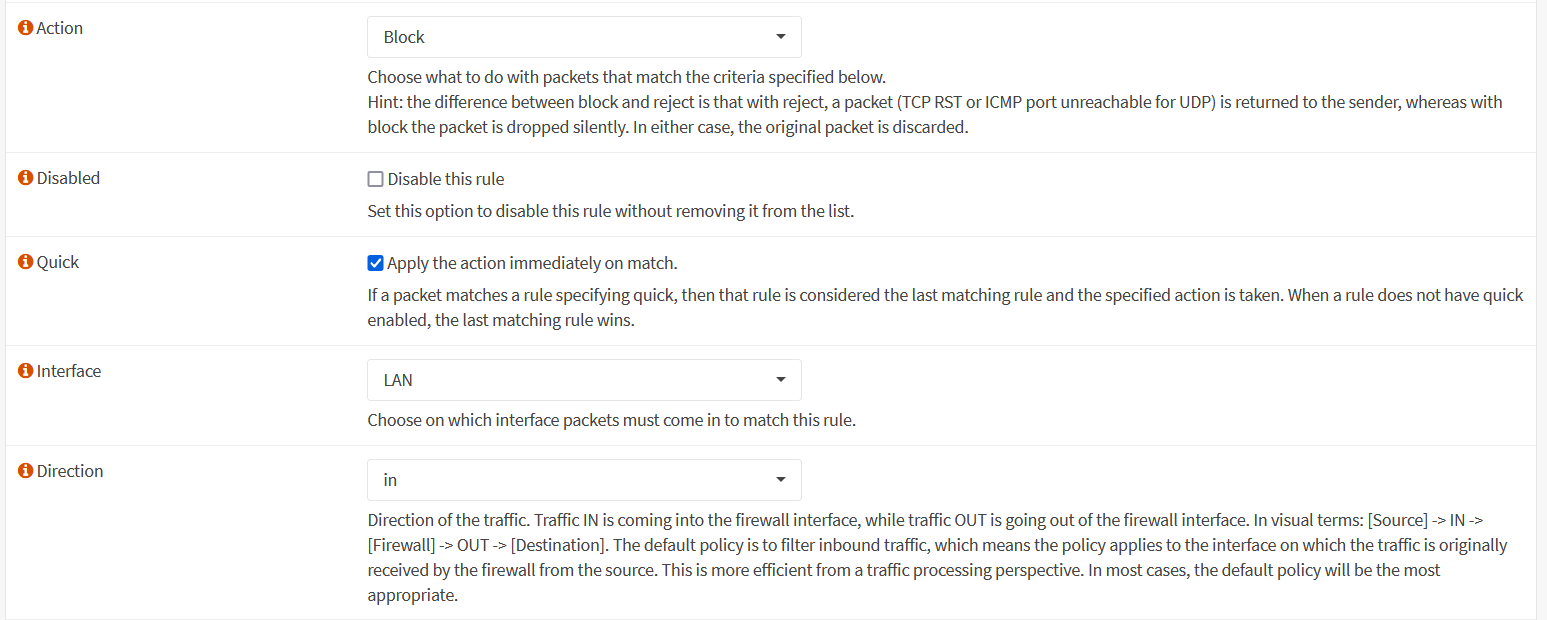 Action
Block
Choose what to do with packets that match the criteria specified below.
Hint: the difference between block and reject is that with reject, a packet (TCP RST or ICMP port unreachable for UDP) is returned to the sender, whereas with
block the packet is dropped silently. In either case, the original packet is discarded.
Disabled
Disable this rule
Set this option to disable this rule without removing it from the list.
Quick
Apply the action immediately on match.
If a packet matches a rule specifying quick, then that rule is considered the last matching rule and the specified action is taken. When a rule does not have quick
enabled, the last matching rule wins.
Interface
LAN
Choose on which interface packets must come in to match this rule.
Direction
in
Direction of the traffic. Traffic IN is coming into the firewall interface, while traffic OUT is going out of the firewall interface. In visual terms: [Source] -> IN ->
[Firewall] -> OUT -> [Destination]. The default policy is to filter inbound traffic, which means the policy applies to the interface on which the traffic is originally
received by the firewall from the source. This is more efficient from a traffic processing perspective. In most cases, the default policy will be the most
appropriate.